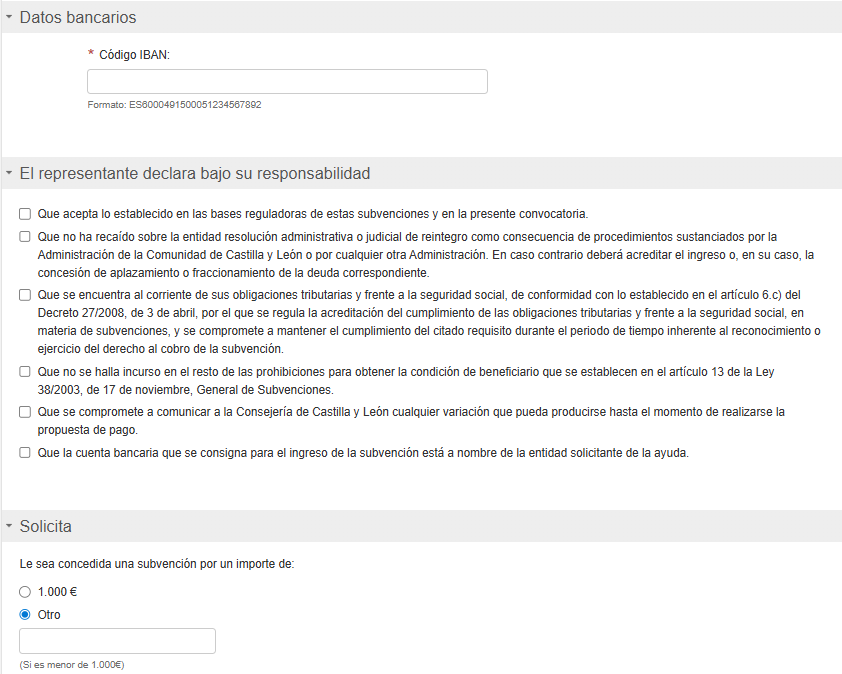 Datos bancarios
* Código IBAN:
Formato: ES6000491500051234567892
El representante declara bajo su responsabilidad
Que acepta lo establecido en las bases reguladoras de estas subvenciones y en la presente convocatoria.
Que no ha recaído sobre la entidad resolución administrativa o judicial de reintegro como consecuencia de procedimientos sustanciados por la
Administración de la Comunidad de Castilla y León o por cualquier otra Administración. En caso contrario deberá acreditar el ingreso o, en su caso, la
concesión de aplazamiento o fraccionamiento de la deuda correspondiente.
Que se encuentra al corriente de sus obligaciones tributarias y frente a la seguridad social, de conformidad con lo establecido en el artículo 6.c) del
Decreto 27/2008, de 3 de abril, por el que se regula la acreditación del cumplimiento de las obligaciones tributarias y frente a la seguridad social, en
materia de subvenciones, y se compromete a mantener el cumplimiento del citado requisito durante el periodo de tiempo inherente al reconocimiento o
ejercicio del derecho al cobro de la subvención.
Que no se halla incurso en el resto de las prohibiciones para obtener la condición de beneficiario que se establecen en el artículo 13 de la Ley
38/2003, de 17 de noviembre, General de Subvenciones.
Que se compromete a comunicar a la Consejería de Castilla y León cualquier variación que pueda producirse hasta el momento de realizarse la
propuesta de pago.
Que la cuenta bancaria que se consigna para el ingreso de la subvención está a nombre de la entidad solicitante de la ayuda.
Solicita
Le sea concedida una subvención por un importe de:
1.000 €
Otro
(Si es menor de 1.000€)